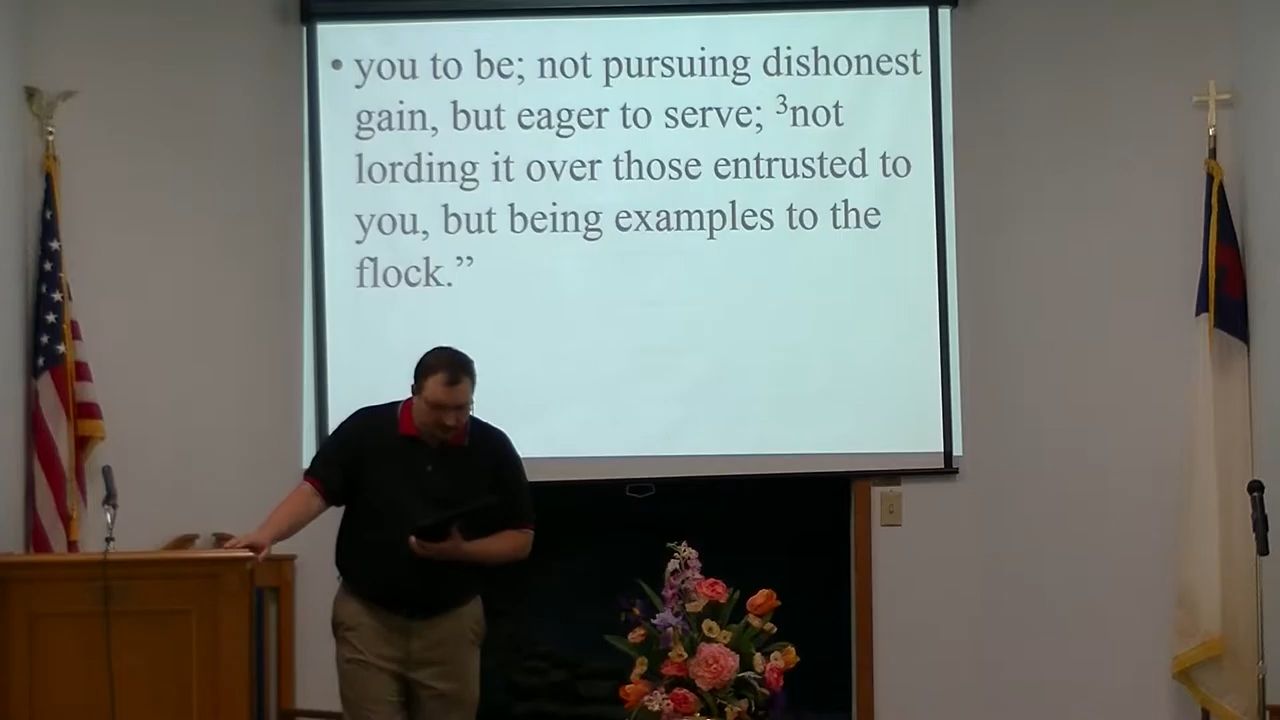 • you to be; not pursuing dishonest
gain, but eager to serve; ³not
lording it over those entrusted to
you, but being examples to the
flock.”